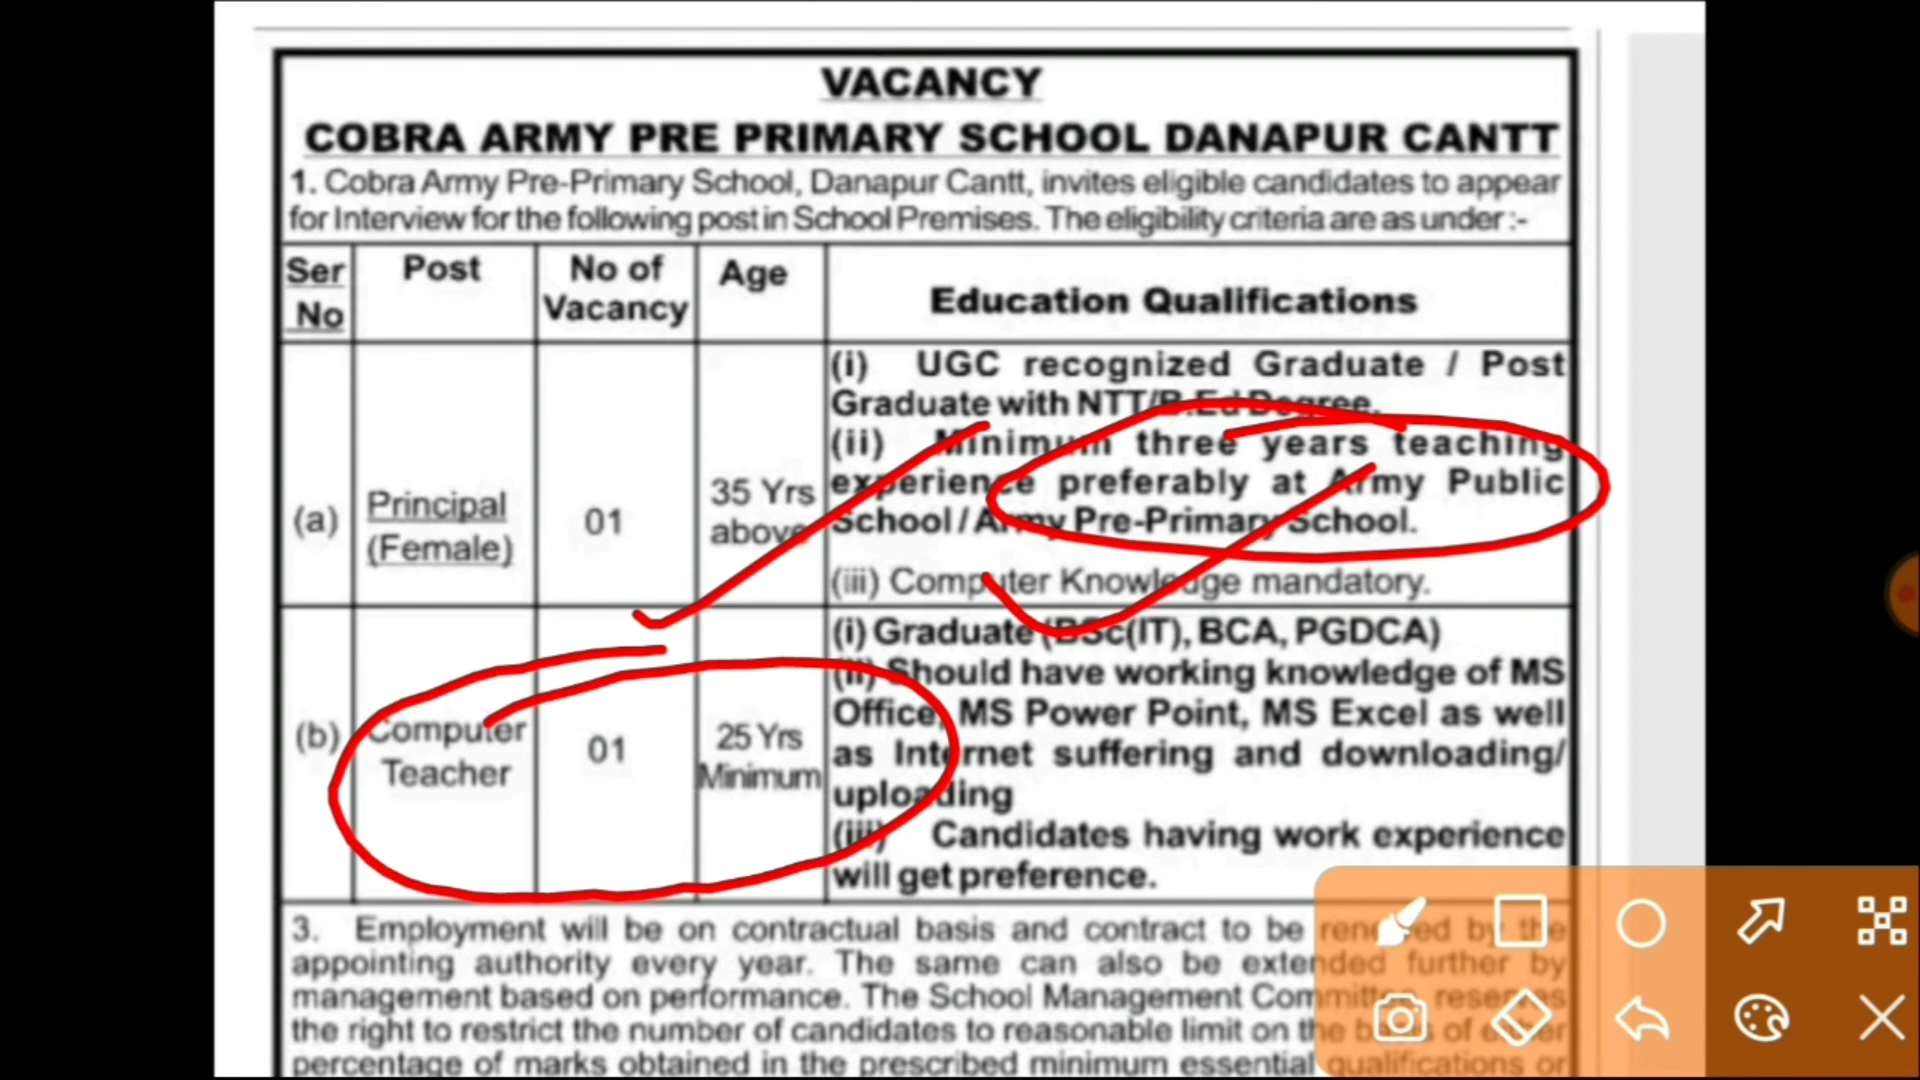 VACANCY
COBRA ARMY PRE PRIMARY SCHOOL DANAPUR CANTT
1. Cobra Army Pre-Primary School, Danapur Cantt, invites eligible candidates to appear
for Interview for the following post in School Premises. The eligibility criteria are as under :-
Ser No
Post
No of Vacancy
Age
Education Qualifications
(a)
Principal
(Female)
01
35 Yrs
above
(i) UGC recognized Graduate / Post
Graduate with NTT/B.Ed Degree.
(ii) Minimum three years teaching
experience preferably at Army Public
School / Army Pre-Primary School.
(iii) Computer Knowledge mandatory.
(b)
Computer
Teacher
01
25 Yrs
Minimum
(i) Graduate (BSc(IT), BCA, PGDCA)
(ii) Should have working knowledge of MS
Office, MS Power Point, MS Excel as well
as Internet suffering and downloading/
uploading
(iii) Candidates having work experience
will get preference.
3. Employment will be on contractual basis and contract to be renewed by the
appointing authority every year. The same can also be extended further by
management based on performance. The School Management Committee, reserves
the right to restrict the number of candidates to reasonable limit on the basis of either
percentage of marks obtained in the prescribed minimum essential qualifications or